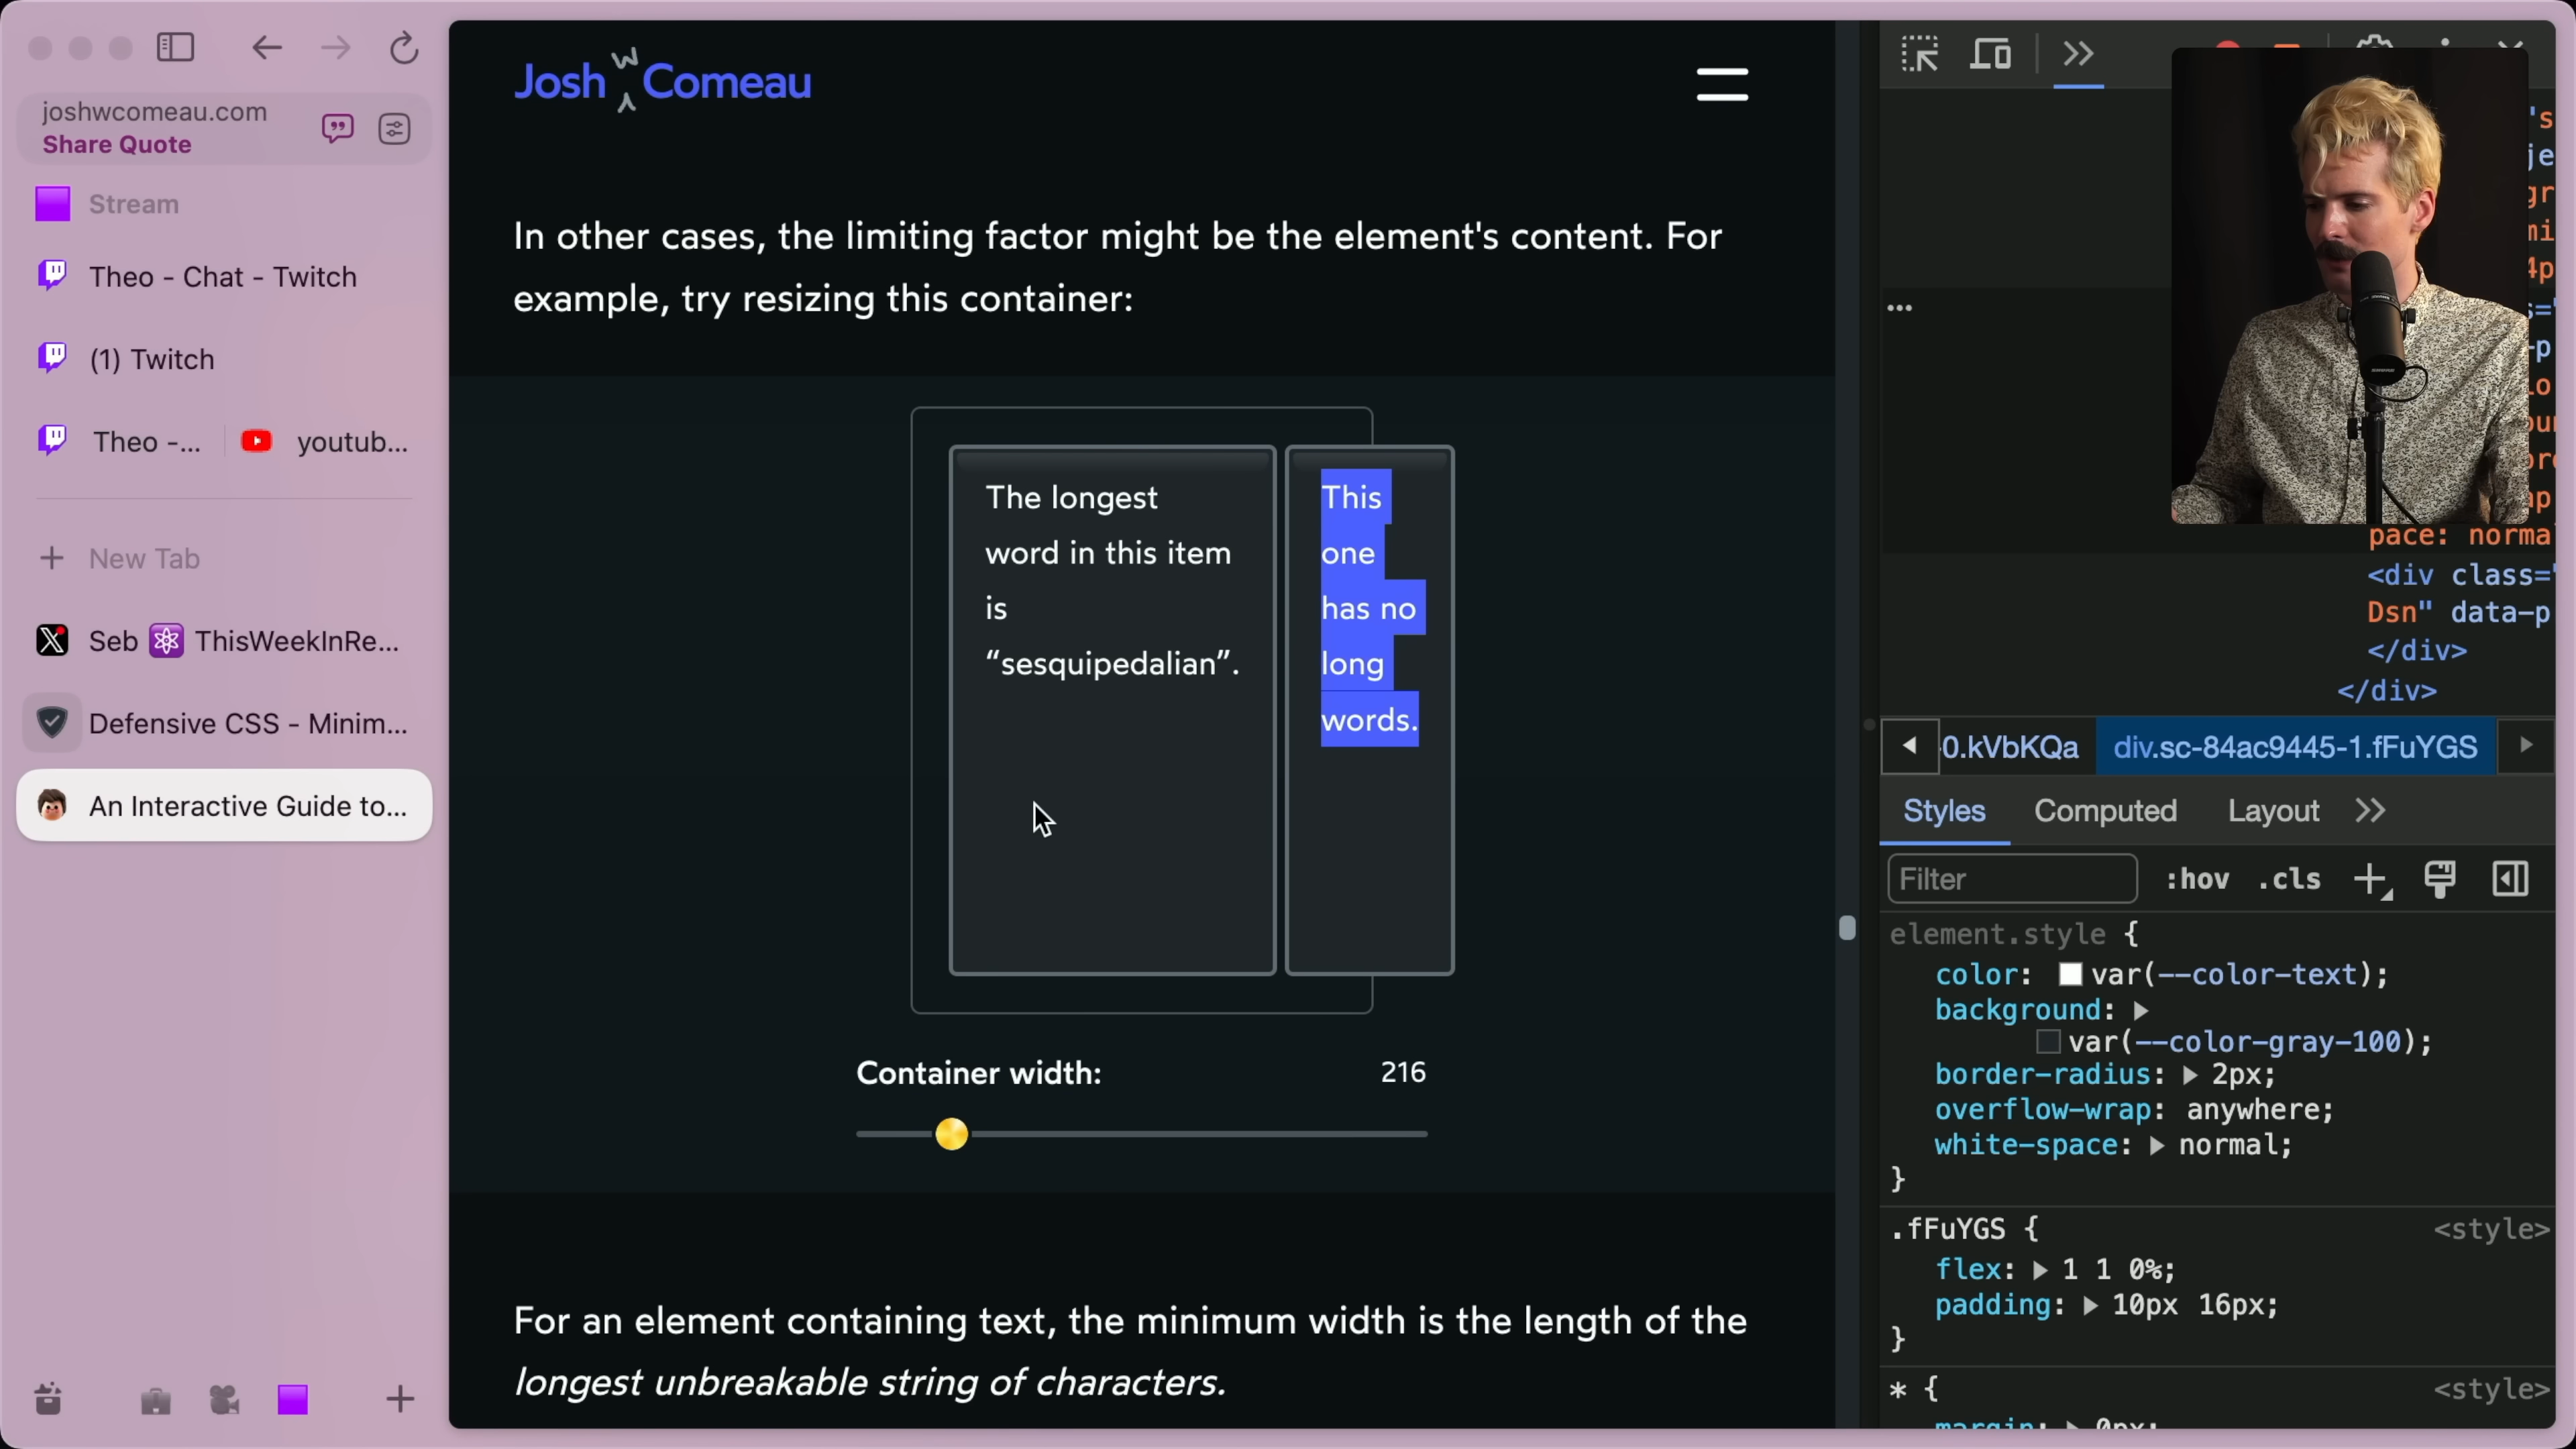 joshwcomeau.com
Share Quote
Stream
Theo - Chat - Twitch
(1) Twitch
Theo -...
youtub...
New Tab
Seb ThisWeekInRe...
Defensive CSS - Minim...
An Interactive Guide to...
Josh W Comeau
In other cases, the limiting factor might be the element's content. For
example, try resizing this container:
The longest
word in this item
is
“sesquipedalian”.
This
one
has no
long
words.
Container width:
216
For an element containing text, the minimum width is the length of the
longest unbreakable string of characters.
pace: norma
<div class="
Dsn" data-p
</div>
</div>
0.kVbKQa
div.sc-84ac9445-1.fFuYGS
Styles
Computed
Layout
Filter
:hov
.cls
element.style {
color: var(--color-text);
background:
var(--color-gray-100);
border-radius: 2px;
overflow-wrap: anywhere;
white-space: normal;
}
.fFuYGS {
<style>
flex: 1 1 0%;
padding: 10px 16px;
}
* {
<style>
margin: 0px;